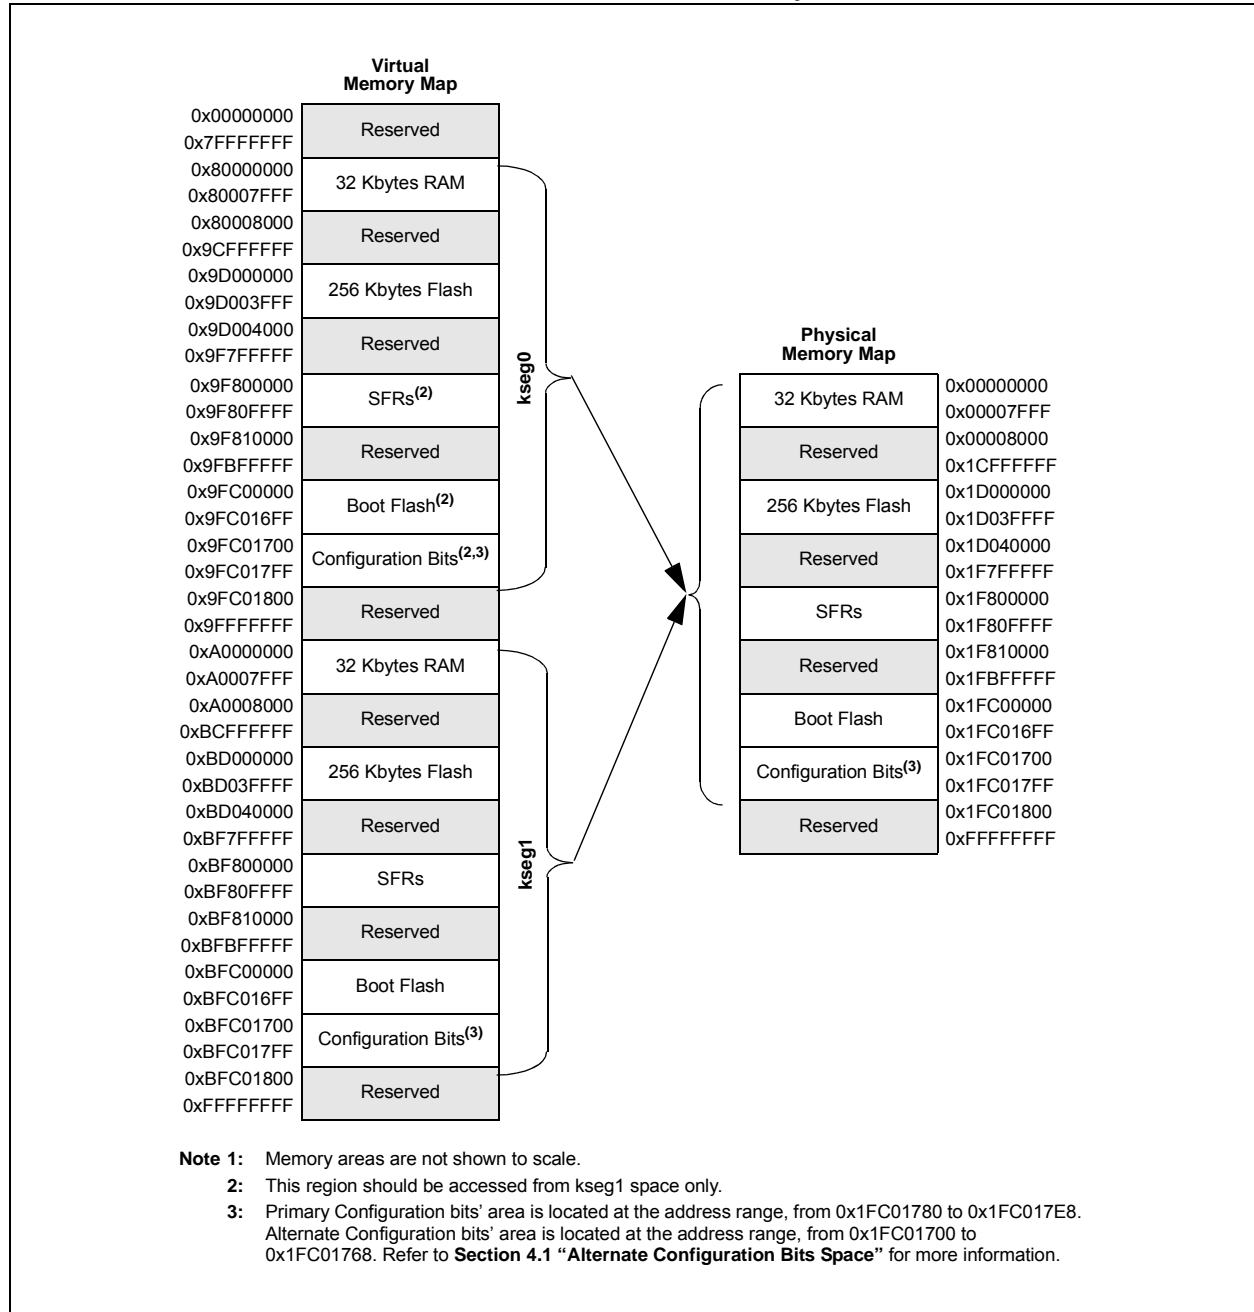 Virtual
Memory Map
0x00000000
Reserved
0x7FFFFFFF
0x80000000
32 Kbytes RAM
0x80007FFF
0x80008000
Reserved
0x9CFFFFFF
0x9D000000
256 Kbytes Flash
0x9D003FFF
0x9D004000
Reserved
0x9F7FFFFF
0x9F800000
SFRs(2)
0x9F80FFFF
0x9F810000
Reserved
0x9FBFFFFF
0x9FC00000
Boot Flash(2)
0x9FC016FF
0x9FC01700
Configuration Bits(2,3)
0x9FC017FF
0x9FC01800
Reserved
0x9FFFFFFF
0xA0000000
32 Kbytes RAM
0xA0007FFF
0xA0008000
Reserved
0xBCFFFFFF
0xBD000000
256 Kbytes Flash
0xBD03FFFF
0xBD040000
Reserved
0xBF7FFFFF
0xBF800000
SFRs
0xBF80FFFF
0xBF810000
Reserved
0xBFBFFFFF
0xBFC00000
Boot Flash
0xBFC016FF
0xBFC01700
Configuration Bits(3)
0xBFC017FF
0xBFC01800
Reserved
0xFFFFFFFF
kseg0
kseg1
Physical
Memory Map
32 Kbytes RAM
0x00000000
0x00007FFF
Reserved
0x00008000
0x1CFFFFFF
256 Kbytes Flash
0x1D000000
0x1D03FFFF
Reserved
0x1D040000
0x1F7FFFFF
SFRs
0x1F800000
0x1F80FFFF
Reserved
0x1F810000
0x1FBFFFFF
Boot Flash
0x1FC00000
0x1FC016FF
Configuration Bits(3)
0x1FC01700
0x1FC017FF
Reserved
0x1FC01800
0xFFFFFFFF
Note 1: Memory areas are not shown to scale.
2: This region should be accessed from kseg1 space only.
3: Primary Configuration bits’ area is located at the address range, from 0x1FC01780 to 0x1FC017E8.
Alternate Configuration bits’ area is located at the address range, from 0x1FC01700 to
0x1FC01768. Refer to Section 4.1 “Alternate Configuration Bits Space” for more information.